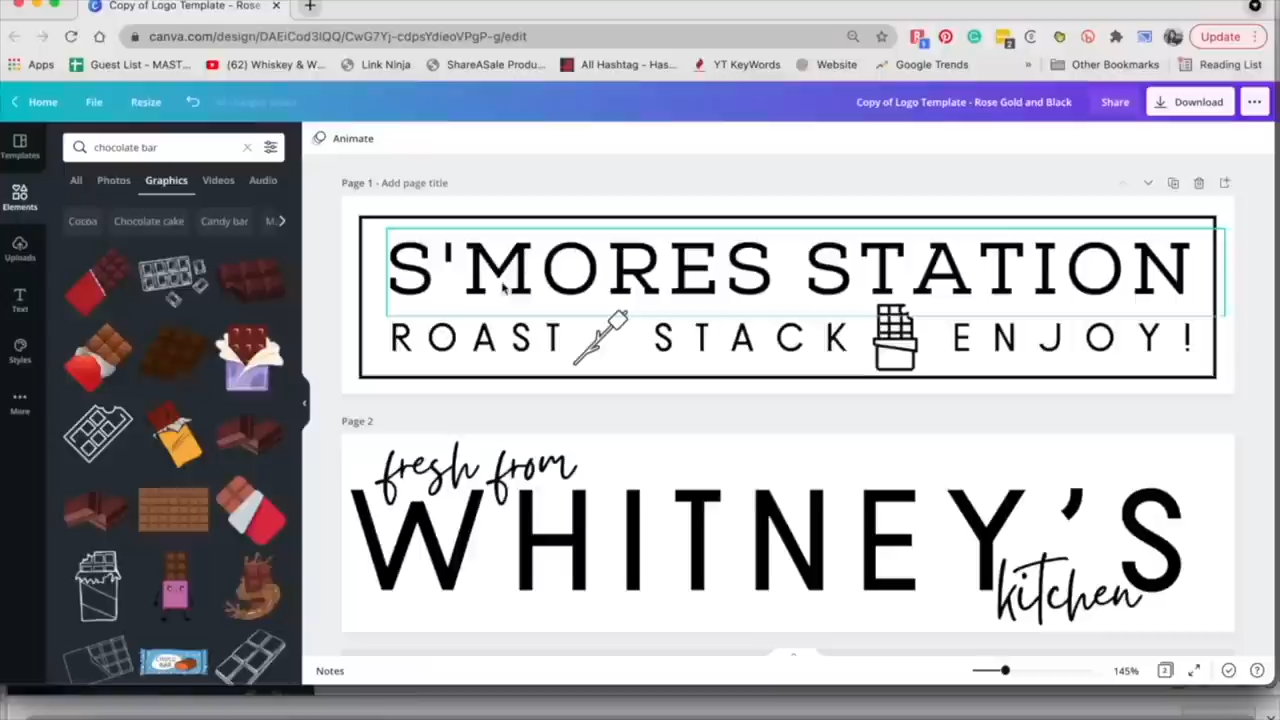 Copy of Logo Template - Rose
canva.com/design/DAEiCod3lQQ/CwG7Yj-cdpsYdieoVPgP-g/edit
Update
Apps
Guest List - MAST...
(62) Whiskey & W...
Link Ninja
ShareASale Produ...
All Hashtag - Has...
YT KeyWords
Website
Google Trends
»
Other Bookmarks
Reading List
Home
File
Resize
Copy of Logo Template - Rose Gold and Black
Share
Download
Templates
Elements
Uploads
Text
Styles
More
chocolate bar
All
Photos
Graphics
Videos
Audio
Cocoa
Chocolate cake
Candy bar
Animate
Page 1 - Add page title
S'MORES STATION
ROAST STACK ENJOY!
Page 2
fresh from
WHITNEY'S
kitchen
CHOCO BAR
Notes
145%
2